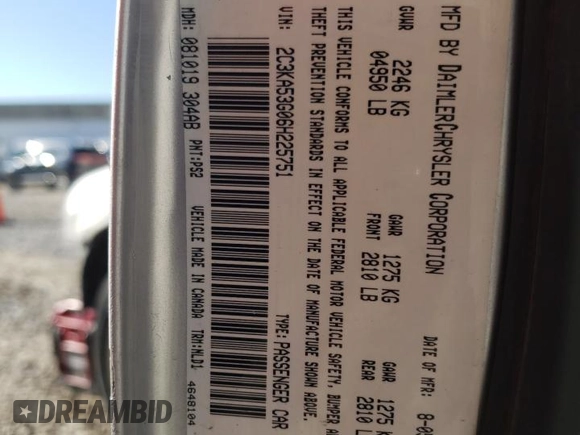 MFD BY DAIMLERCHRYSLER CORPORATION DATE OF MFR: 8-0
GVWR 2246 KG GAWR 1275 KG GAWR 1275 KG
04950 LB FRONT 2810 LB REAR 2810 LB
THIS VEHICLE CONFORMS TO ALL APPLICABLE FEDERAL MOTOR VEHICLE SAFETY, BUMPER A
THEFT PREVENTION STANDARDS IN EFFECT ON THE DATE OF MANUFACTURE SHOWN ABOVE.
VIN: 2C3KA53G06H225751 TYPE: PASSENGER CAR
MDH: 081019 304AB PNT:PS2 VEHICLE MADE IN CANADA TRM:MLD1 4648104
DREAMBID